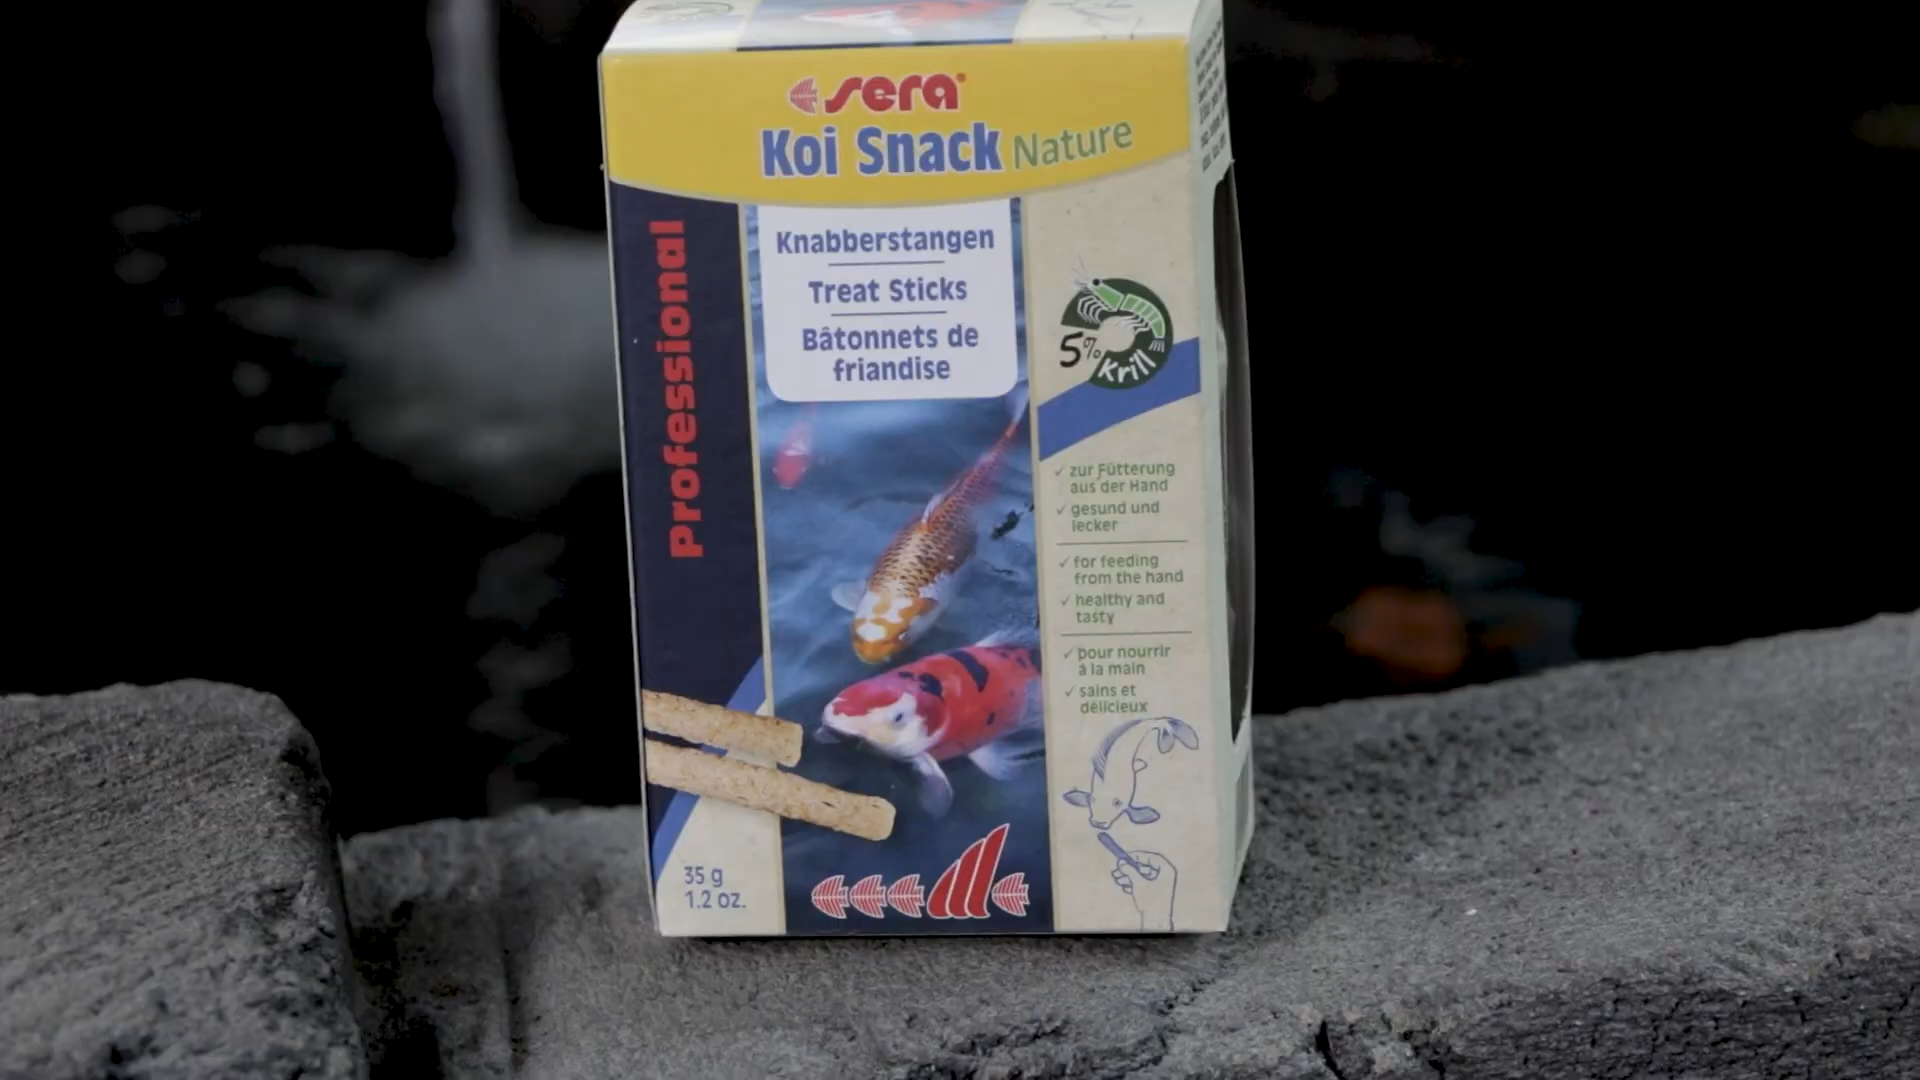 sera
Koi Snack Nature
Professional
Knabberstangen
Treat Sticks
Bâtonnets de
friandise
5%
Krill
✓ zur Fütterung
aus der Hand
✓ gesund und
lecker
✓ for feeding
from the hand
✓ healthy and
tasty
✓ pour nourrir
à la main
✓ sains et
délicieux
35 g
1.2 oz.